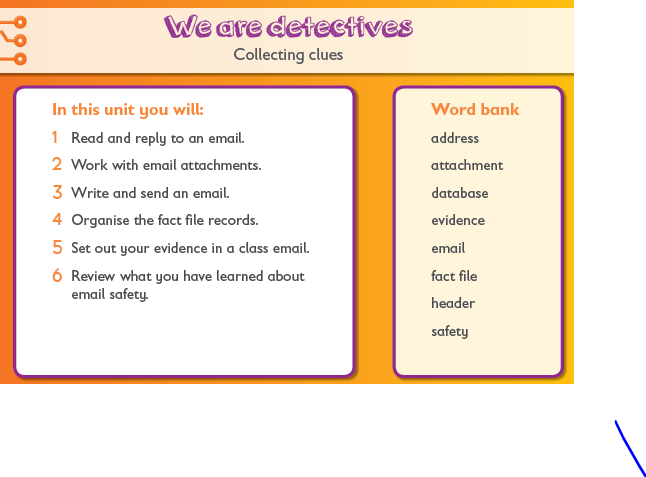 We are detectives
Collecting clues
In this unit you will:
1 Read and reply to an email.
2 Work with email attachments.
3 Write and send an email.
4 Organise the fact file records.
5 Set out your evidence in a class email.
6 Review what you have learned about
email safety.
Word bank
address
attachment
database
evidence
email
fact file
header
safety